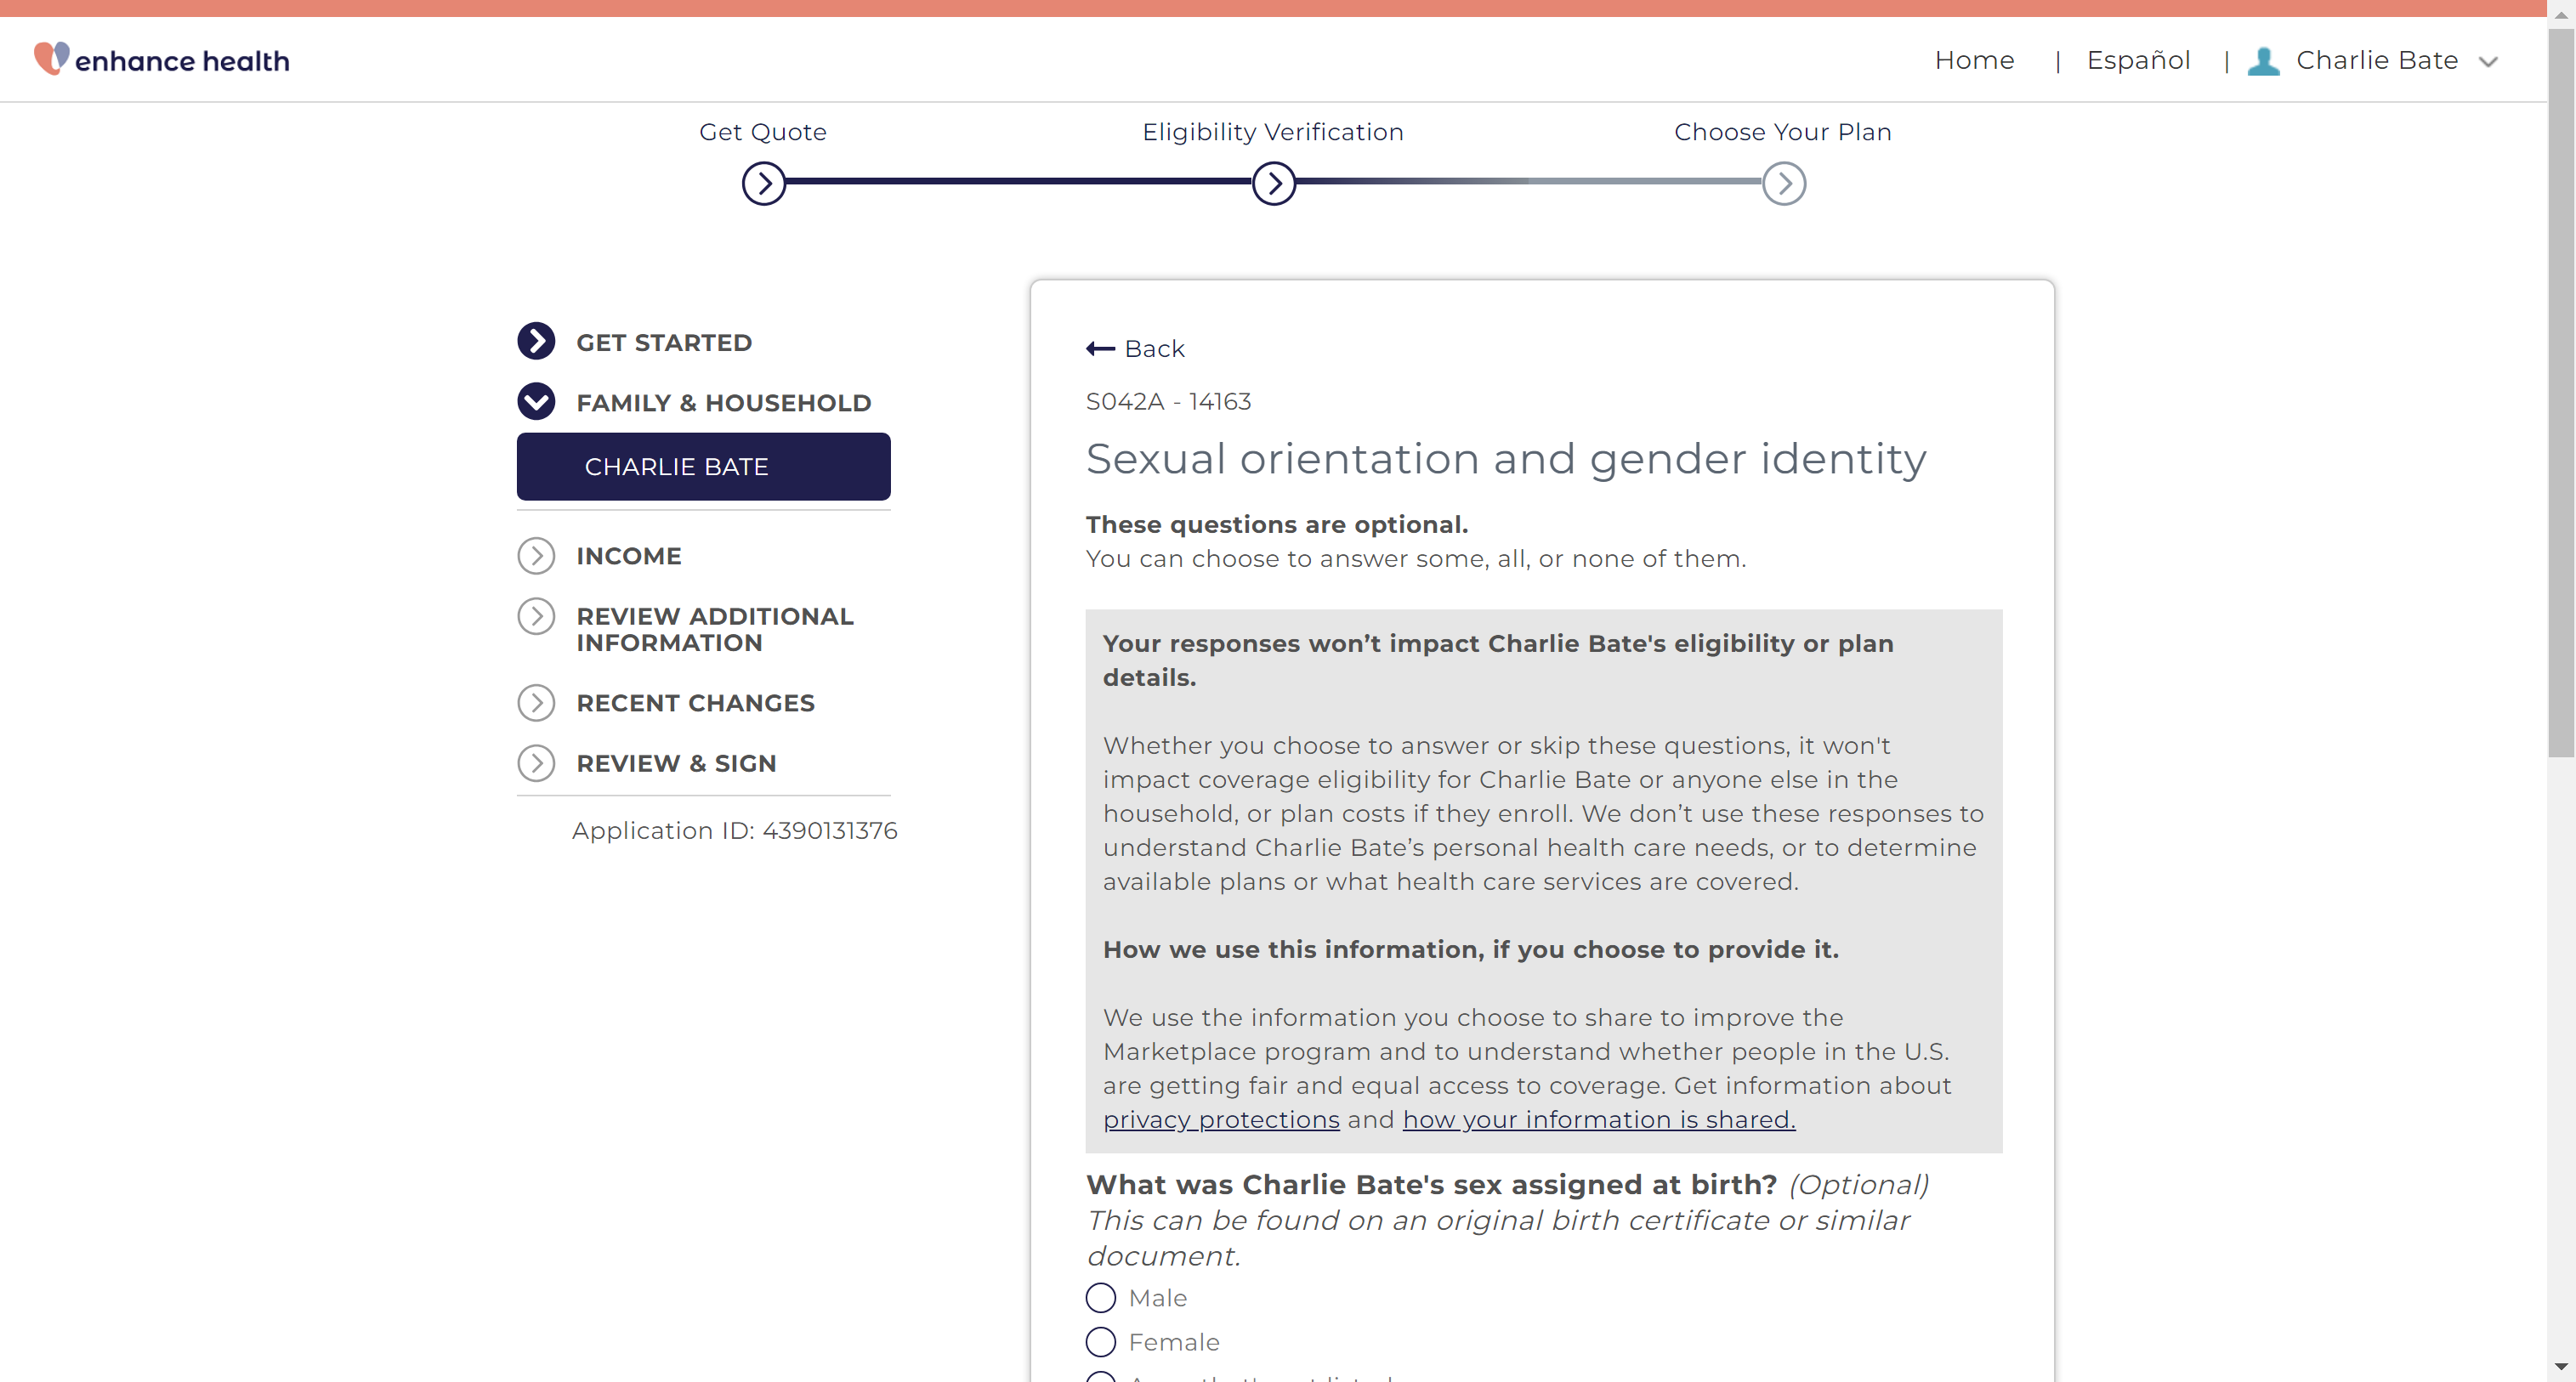 enhance health
Home | Español | Charlie Bate
Get Quote
Eligibility Verification
Choose Your Plan
GET STARTED
FAMILY & HOUSEHOLD
CHARLIE BATE
INCOME
REVIEW ADDITIONAL
INFORMATION
RECENT CHANGES
REVIEW & SIGN
Application ID: 4390131376
Back
S042A - 14163
Sexual orientation and gender identity
These questions are optional.
You can choose to answer some, all, or none of them.
Your responses won’t impact Charlie Bate's eligibility or plan
details.
Whether you choose to answer or skip these questions, it won't
impact coverage eligibility for Charlie Bate or anyone else in the
household, or plan costs if they enroll. We don’t use these responses to
understand Charlie Bate’s personal health care needs, or to determine
available plans or what health care services are covered.
How we use this information, if you choose to provide it.
We use the information you choose to share to improve the
Marketplace program and to understand whether people in the U.S.
are getting fair and equal access to coverage. Get information about
privacy protections and how your information is shared.
What was Charlie Bate's sex assigned at birth? (Optional)
This can be found on an original birth certificate or similar
document.
Male
Female